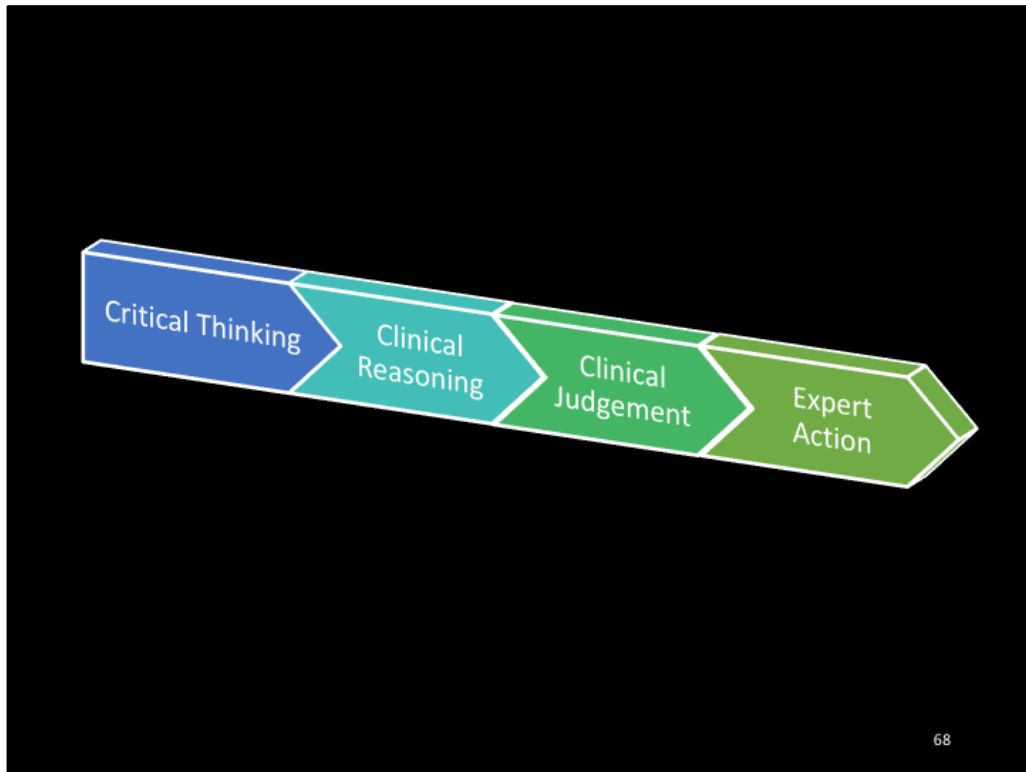 Critical Thinking
Clinical
Reasoning
Clinical
Judgement
Expert
Action
68